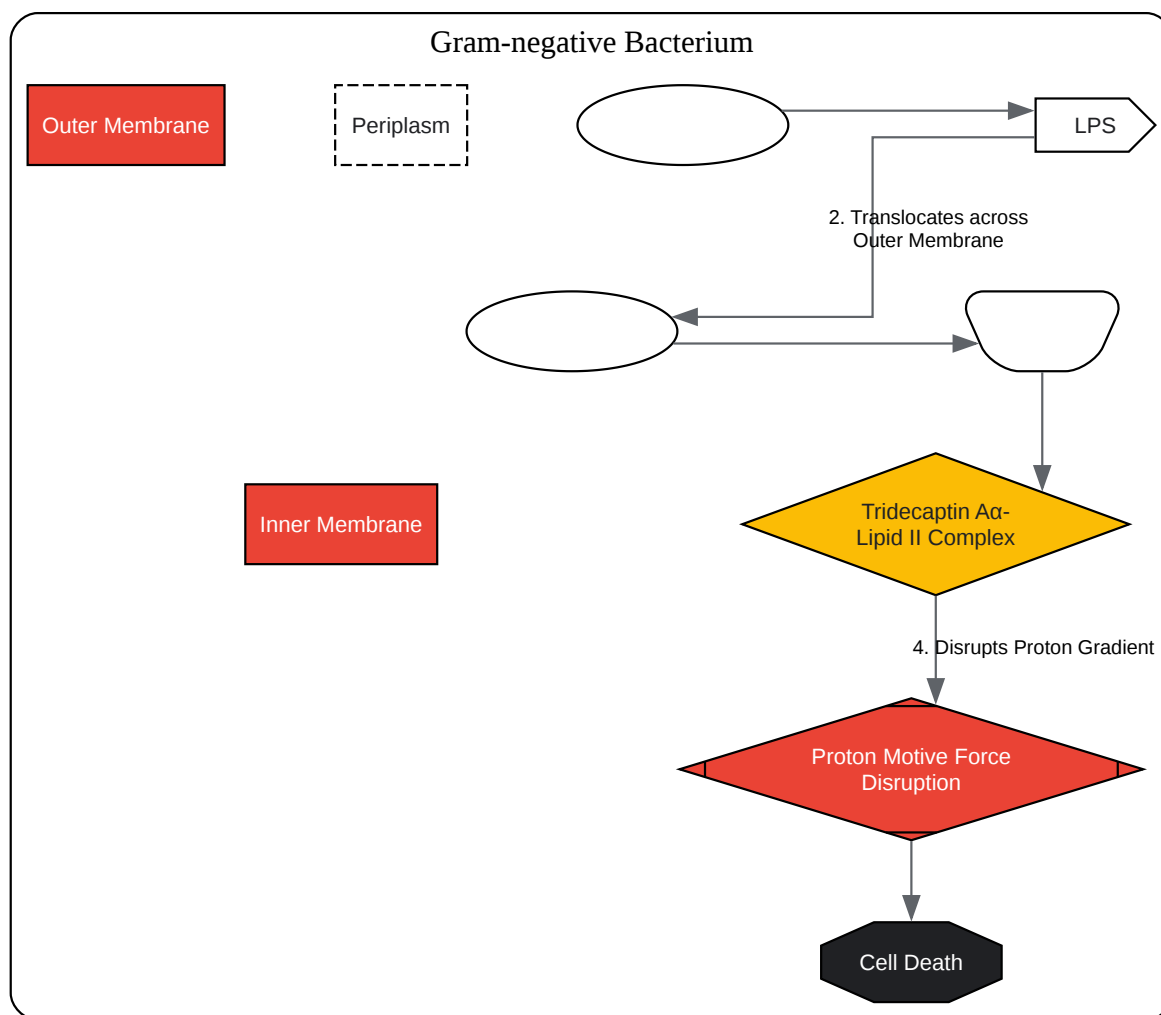 Gram-negative Bacterium
Outer Membrane
Periplasm
LPS
2. Translocates across
Outer Membrane
Tridecaptin Aα-
Lipid II Complex
Inner Membrane
4. Disrupts Proton Gradient
Proton Motive Force
Disruption
Cell Death